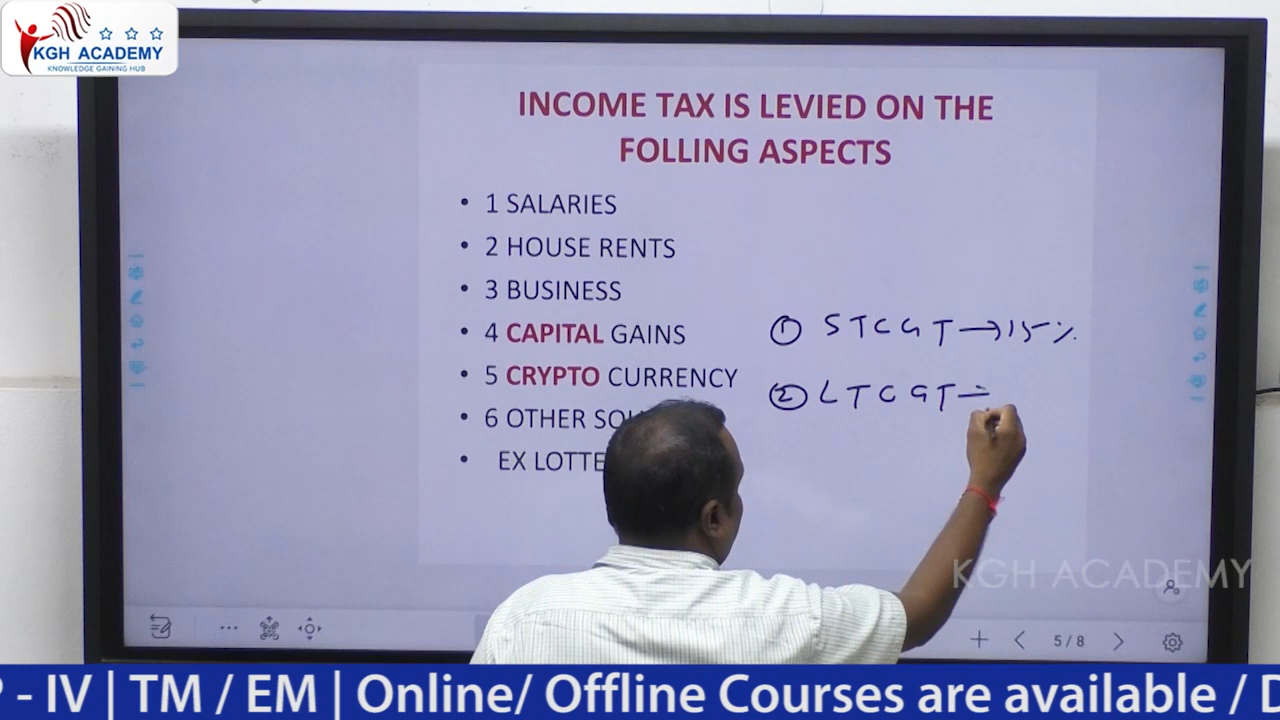 KGH ACADEMY
KNOWLEDGE GAINING HUB
INCOME TAX IS LEVIED ON THE
FOLLING ASPECTS
• 1 SALARIES
• 2 HOUSE RENTS
• 3 BUSINESS
• 4 CAPITAL GAINS
• 5 CRYPTO CURRENCY
• 6 OTHER
• EX
① STCGT→15%
② LTCGT
KGH ACADEMY
5/8
- IV | TM / EM | Online/ Offline Courses are available /